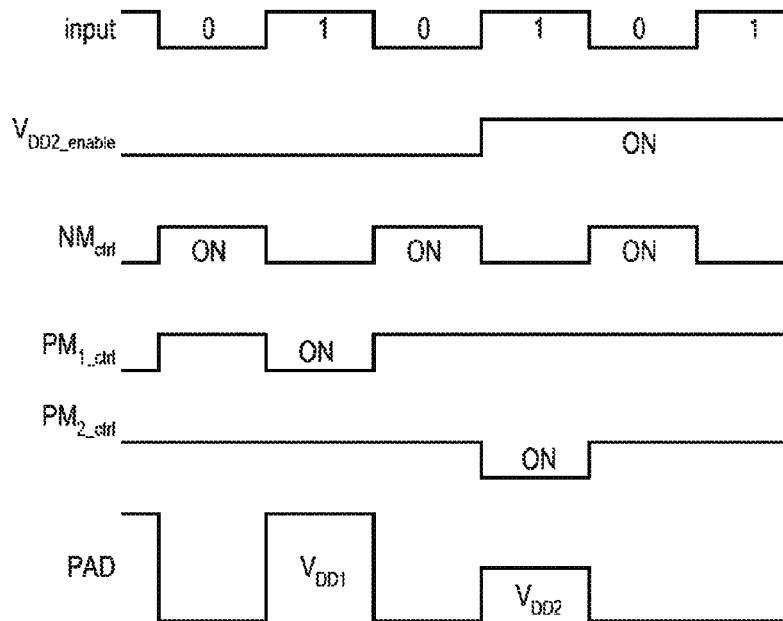 input 0 1 0 1 0 1
VDD2_enable ON
NMctrl ON ON ON
PM1_ctrl ON
PM2_ctrl ON
PAD VDD1 VDD2